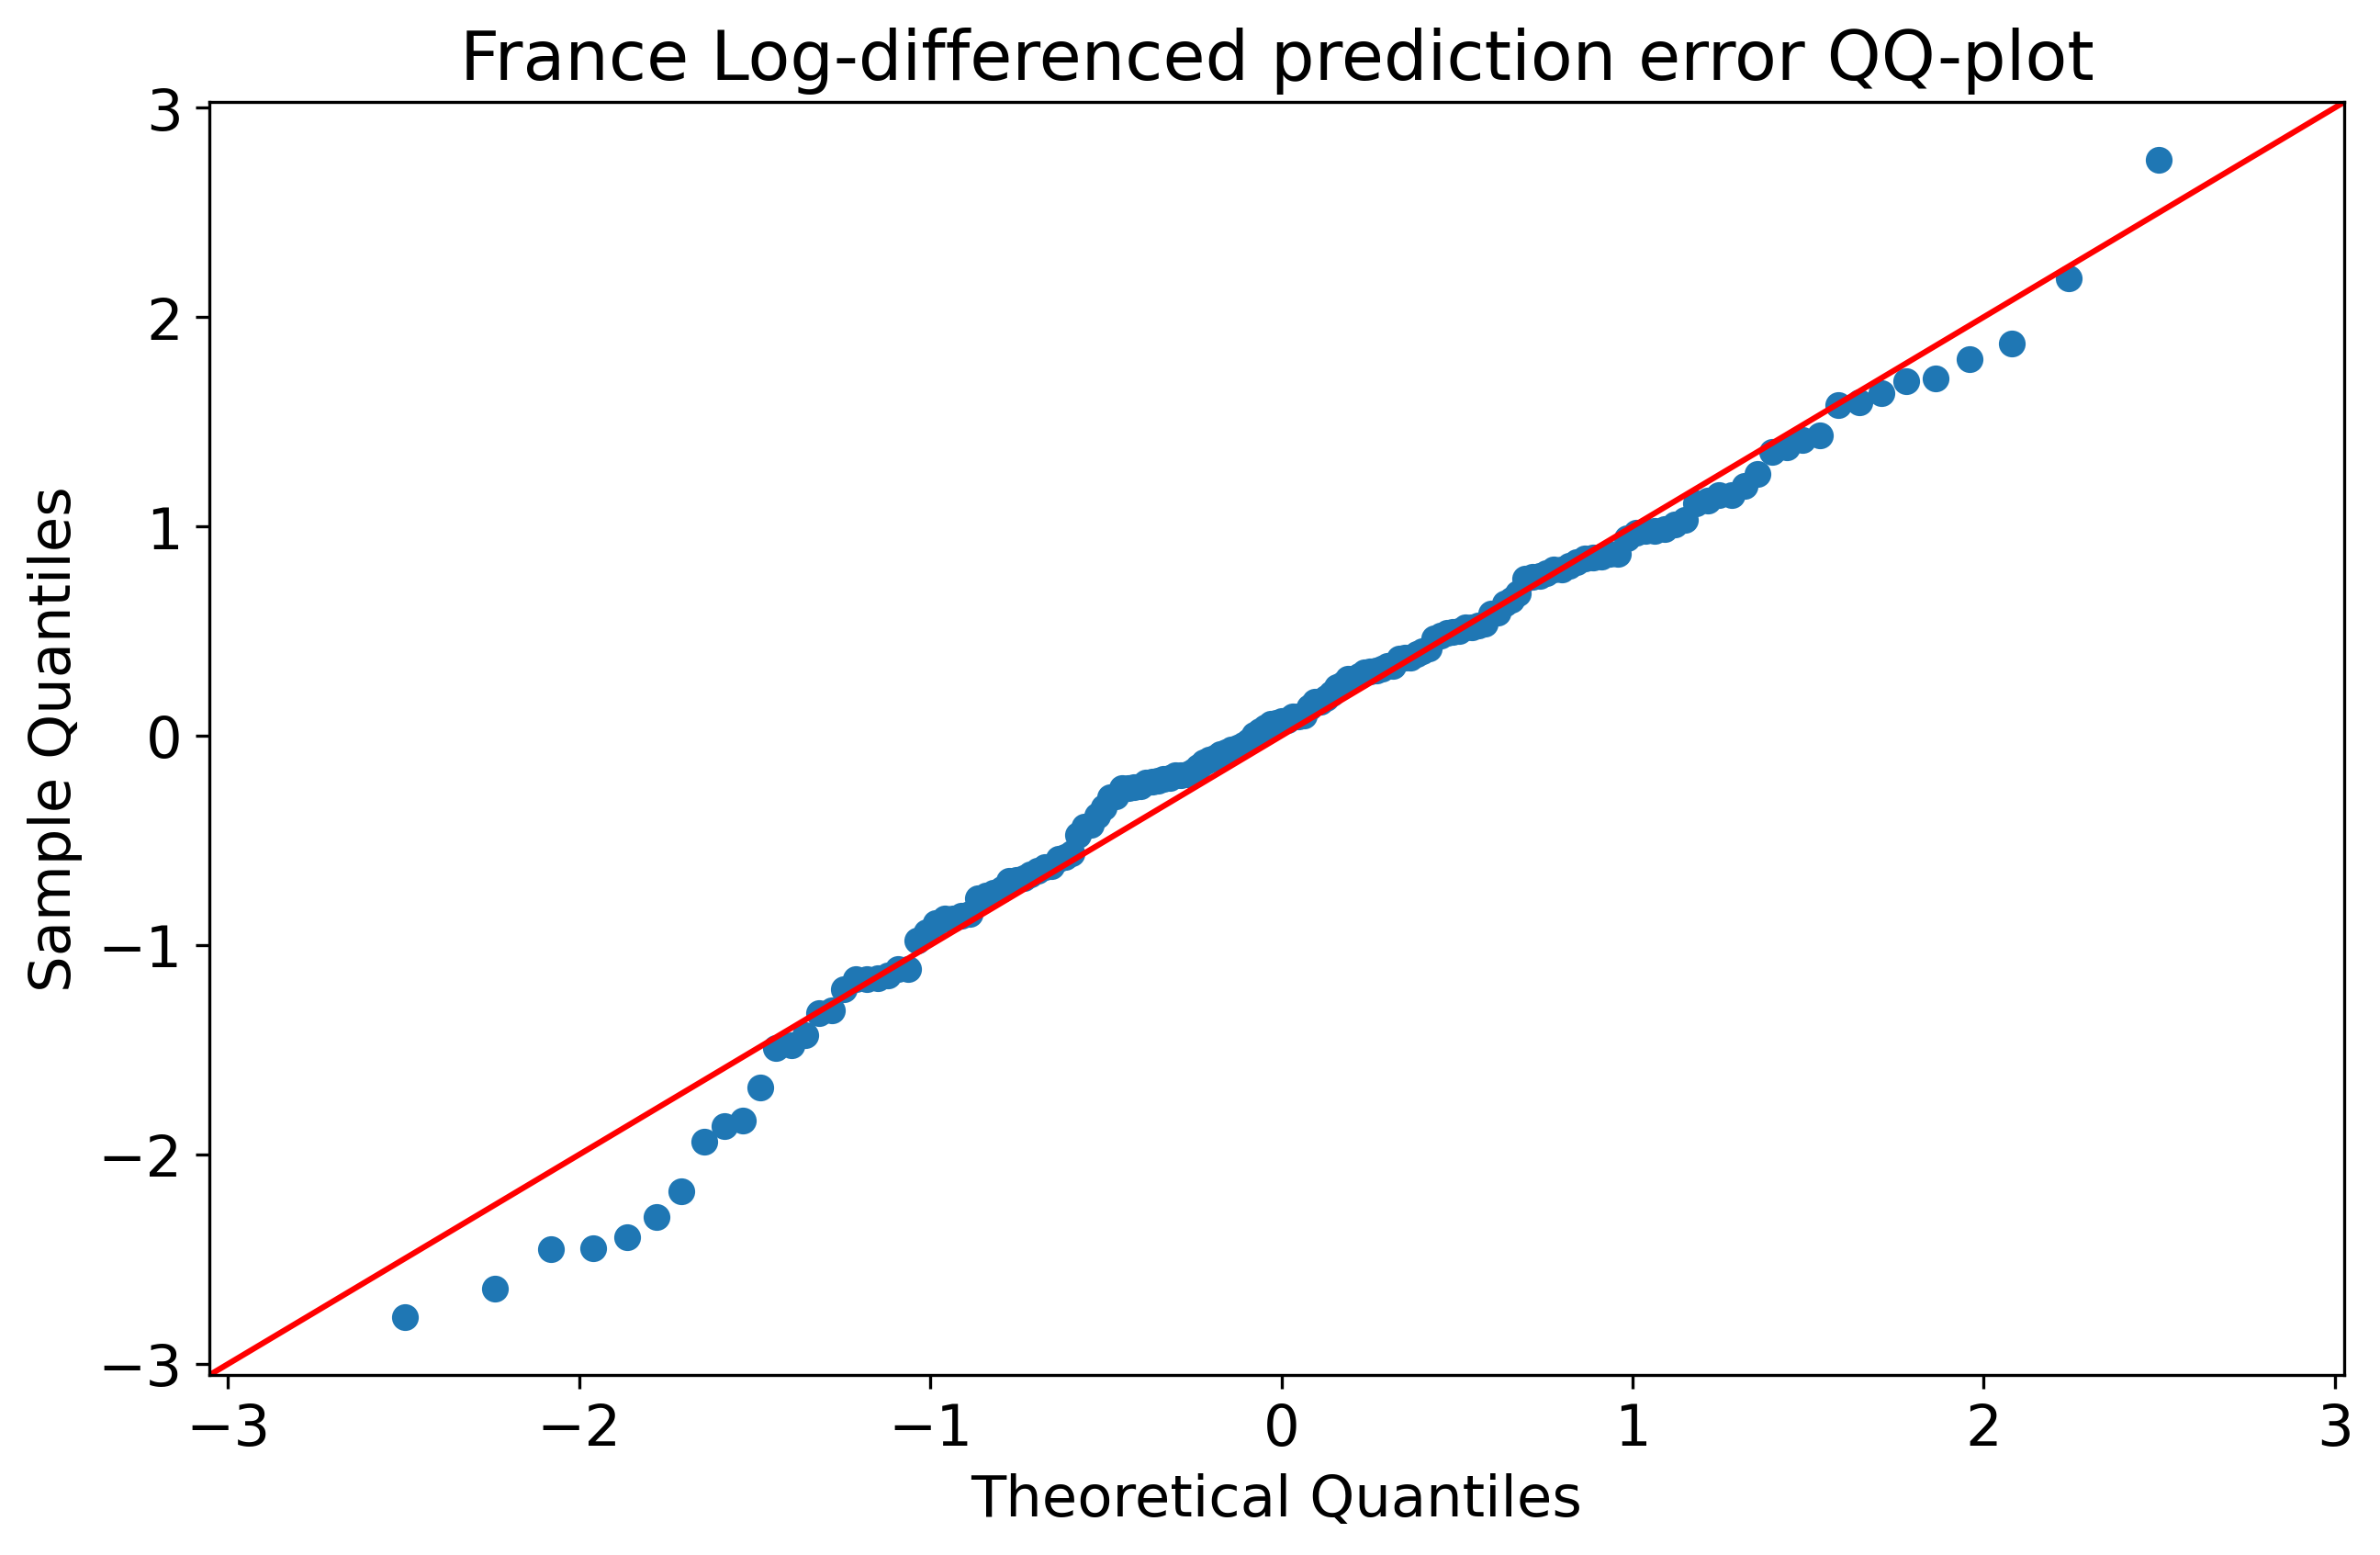 France Log-differenced prediction error QQ-plot
3
2
1
0
−1
−2
−3
Sample Quantiles
−3 −2 −1 0 1 2 3
Theoretical Quantiles